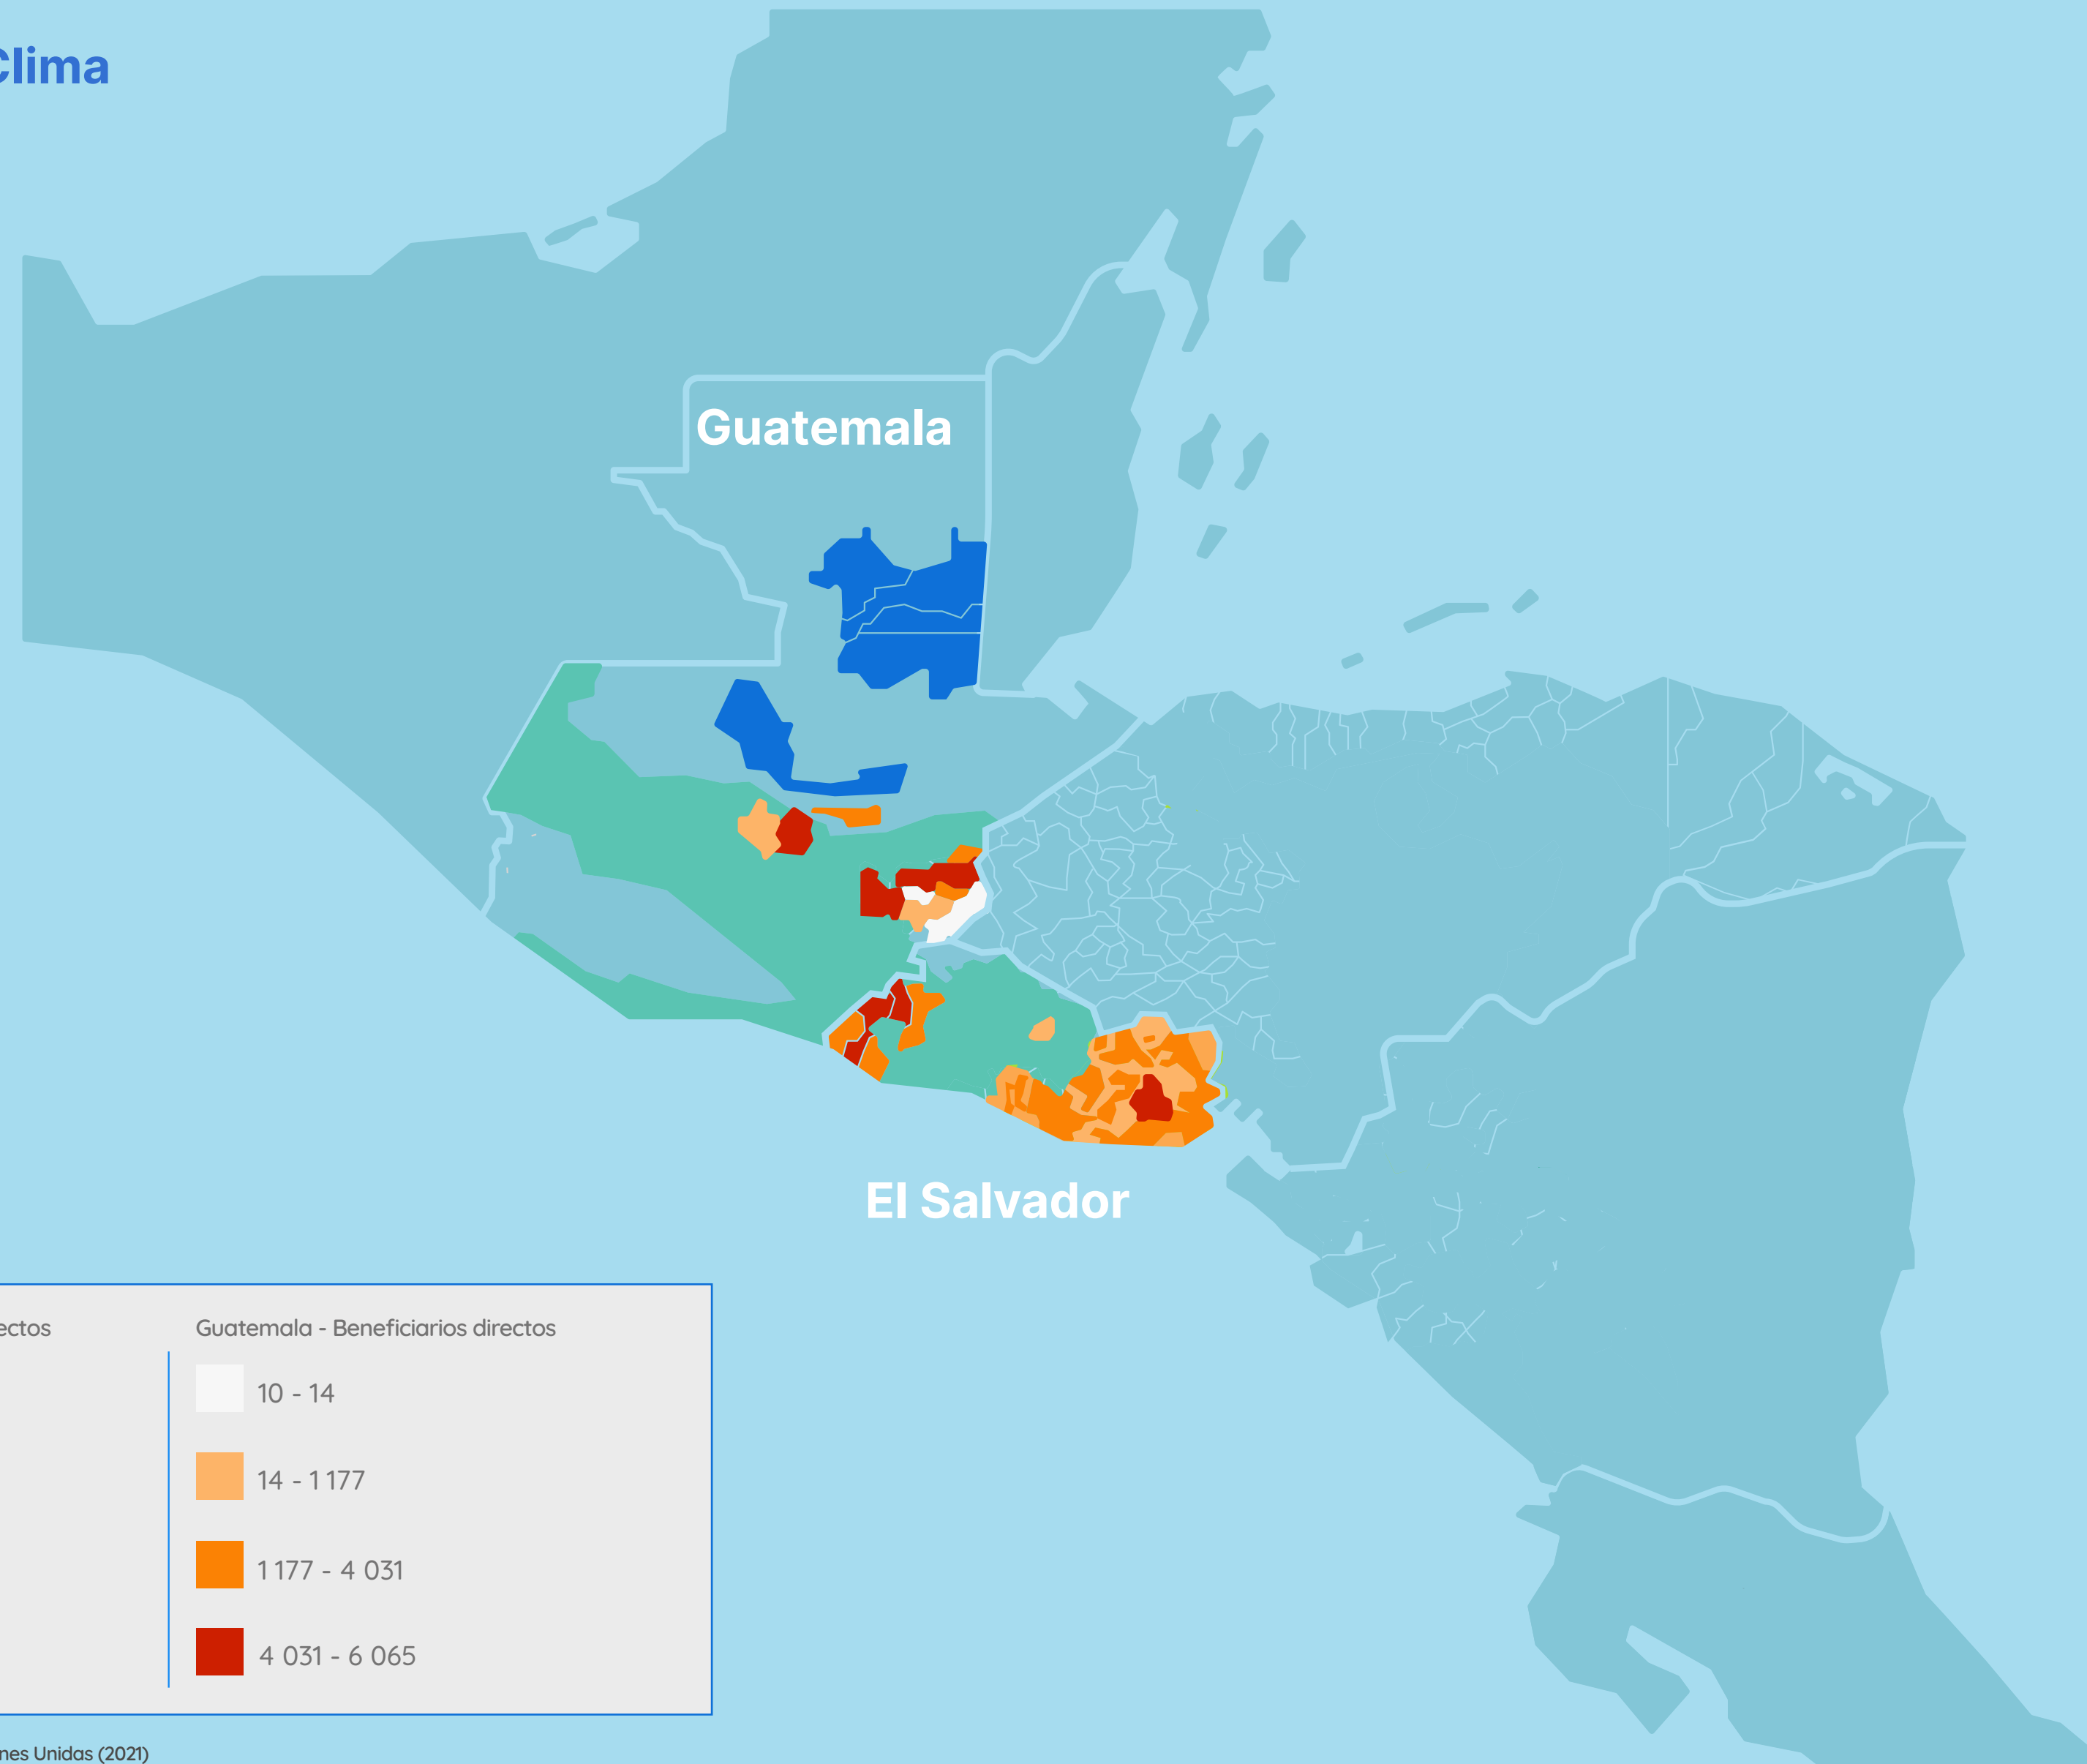 Clima
Guatemala
El Salvador
ectos
Guatemala - Beneficiarios directos
10 - 14
14 - 1 177
1 177 - 4 031
4 031 - 6 065
nes Unidas (2021)